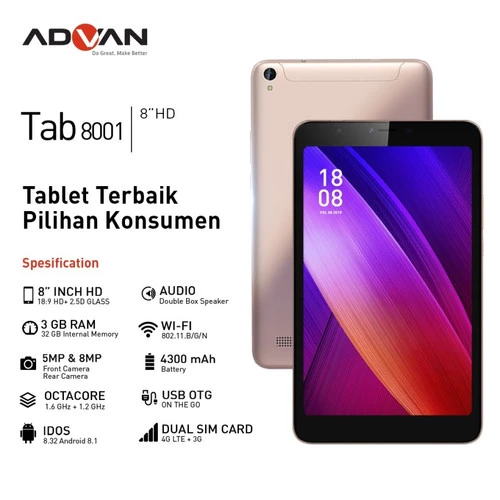 ADVAN
Do Great, Make Better
Tab 8001
8" HD
Tablet Terbaik
Pilihan Konsumen
Spesification
8” INCH HD
18:9 HD+ 2.5D GLASS
3 GB RAM
32 GB Internal Memory
5MP & 8MP
Front Camera
Rear Camera
OCTACORE
1.6 GHz + 1.2 GHz
IDOS
8.32 Android 8.1
AUDIO
Double Box Speaker
WI-FI
802.11.B/G/N
4300 mAh
Battery
USB OTG
ON THE GO
DUAL SIM CARD
4G LTE + 3G
18
08